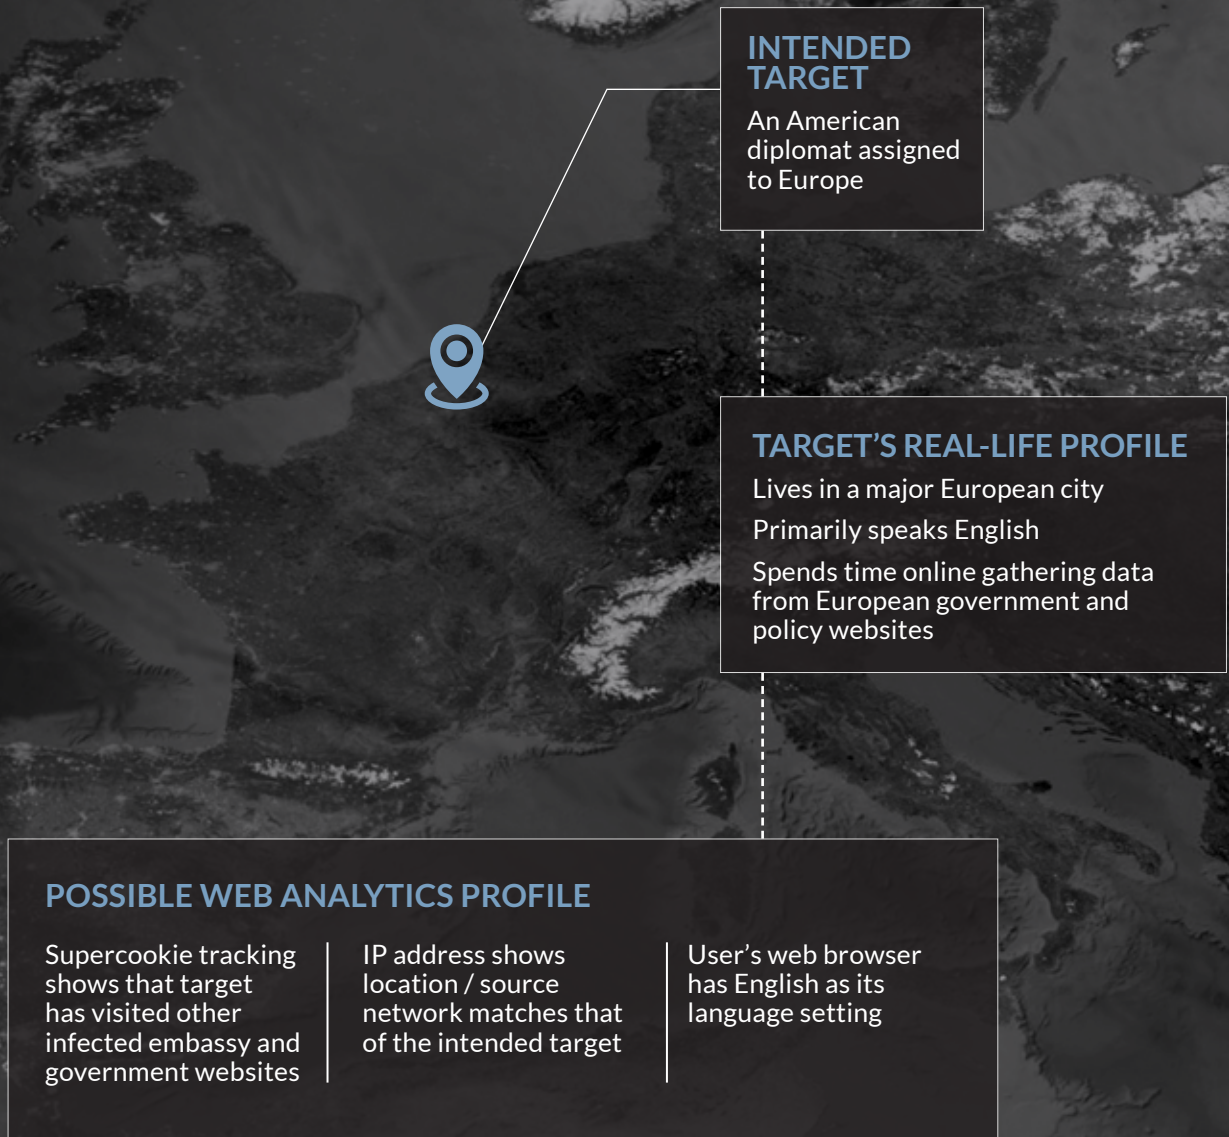 INTENDED
TARGET
An American
diplomat assigned
to Europe
TARGET’S REAL-LIFE PROFILE
Lives in a major European city
Primarily speaks English
Spends time online gathering data
from European government and
policy websites
POSSIBLE WEB ANALYTICS PROFILE
Supercookie tracking
shows that target
has visited other
infected embassy and
government websites
IP address shows
location / source
network matches that
of the intended target
User’s web browser
has English as its
language setting